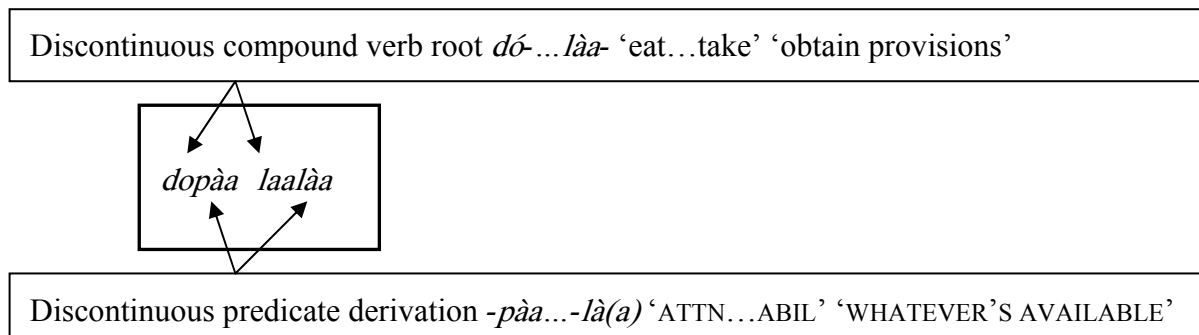 Discontinuous compound verb root dó-...làa- ‘eat…take’ ‘obtain provisions’
dopàa laalàa
Discontinuous predicate derivation -pàa...-là(a) ‘ATTN…ABIL’ ‘WHATEVER’S AVAILABLE’